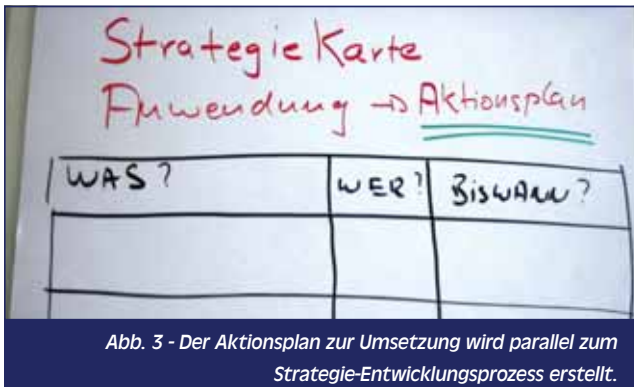 Strategie Karte
Anwendung → Aktionsplan
WAS?
WER?
BISWANN?
Abb. 3 - Der Aktionsplan zur Umsetzung wird parallel zum
Strategie-Entwicklungsprozess erstellt.